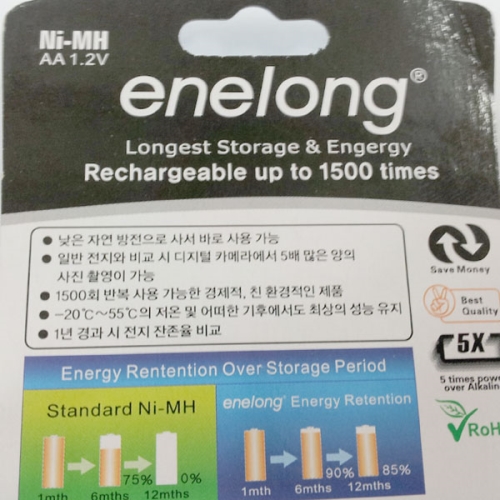 Ni-MH
AA 1.2V
enelong®
Longest Storage & Engergy
Rechargeable up to 1500 times
● 낮은 자연 방전으로 사서 바로 사용 가능
● 일반 전지와 비교 시 디지털 카메라에서 5배 많은 양의
사진 촬영이 가능
● 1500회 반복 사용 가능한 경제적, 친 환경적인 제품
● -20℃~55℃의 저온 및 어떠한 기후에서도 최상의 성능 유지
● 1년 경과 시 전지 잔존율 비교
Save Money
Best
Quality
5X
5 times powe
over Alkalin
RoH
Energy Rentention Over Storage Period
Standard Ni-MH
75%
0%
1mth 6mths 12mths
enelong® Energy Retention
90%
85%
1mth 6mths 12mths